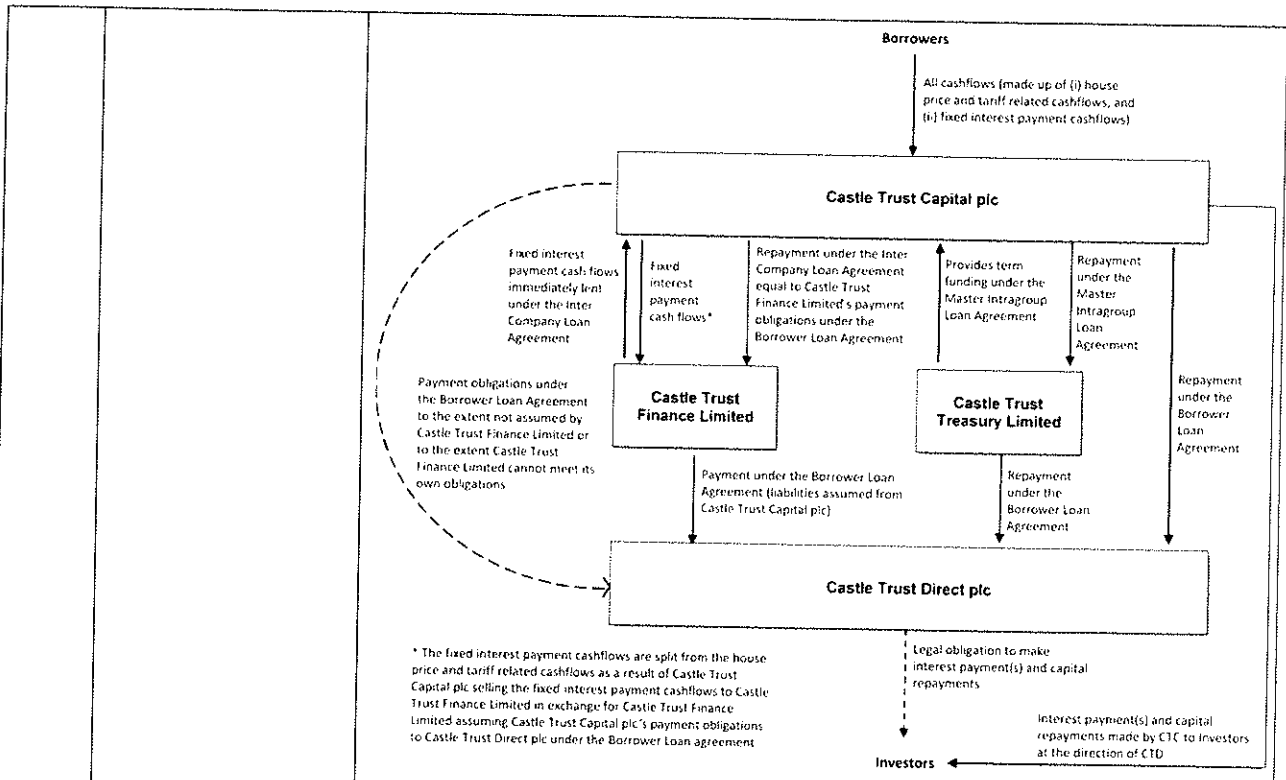 Borrowers
All cashflows (made up of (i) house
price and tariff related cashflows, and
(ii) fixed interest payment cashflows)
Castle Trust Capital plc
Fixed interest
payment cash flows
immediately lent
under the Inter
Company Loan
Agreement
Fixed
interest
payment
cash flows*
Repayment under the Inter
Company Loan Agreement
equal to Castle Trust
Finance Limited's payment
obligations under the
Borrower Loan Agreement
Provides term
funding under the
Master Intragroup
Loan Agreement
Repayment
under the
Master
Intragroup
Loan
Agreement
Repayment
under the
Borrower
Loan
Agreement
Payment obligations under
the Borrower Loan Agreement
to the extent not assumed by
Castle Trust Finance Limited or
to the extent Castle Trust
Finance Limited cannot meet its
own obligations
Castle Trust
Finance Limited
Castle Trust
Treasury Limited
Payment under the Borrower Loan
Agreement (liabilities assumed from
Castle Trust Capital plc)
Repayment
under the
Borrower Loan
Agreement
Castle Trust Direct plc
* The fixed interest payment cashflows are split from the house
price and tariff related cashflows as a result of Castle Trust
Capital plc selling the fixed interest payment cashflows to Castle
Trust Finance Limited in exchange for Castle Trust Finance
Limited assuming Castle Trust Capital plc's payment obligations
to Castle Trust Direct plc under the Borrower Loan agreement
Legal obligation to make
interest payment(s) and capital
repayments
Interest payment(s) and capital
repayments made by CTC to Investors
at the direction of CTD
Investors